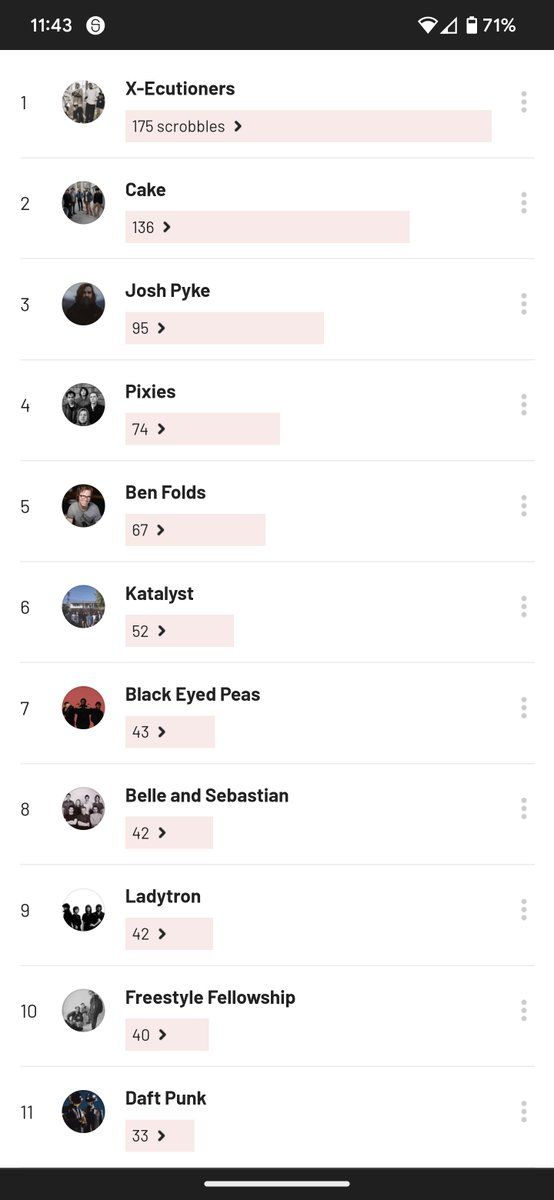 11:43 71%
1
X-Ecutioners
175 scrobbles
2
Cake
136
3
Josh Pyke
95
4
Pixies
74
5
Ben Folds
67
6
Katalyst
52
7
Black Eyed Peas
43
8
Belle and Sebastian
42
9
Ladytron
42
10
Freestyle Fellowship
40
11
Daft Punk
33